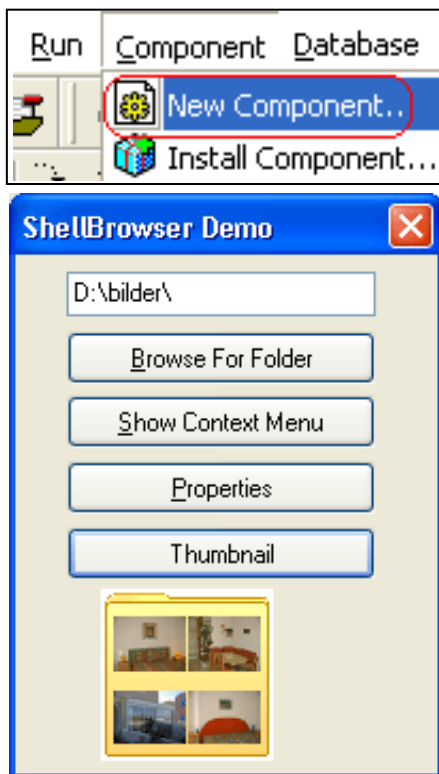 Run Component Database
New Component..
Install Component...
ShellBrowser Demo
D:\bilder\
Browse For Folder
Show Context Menu
Properties
Thumbnail